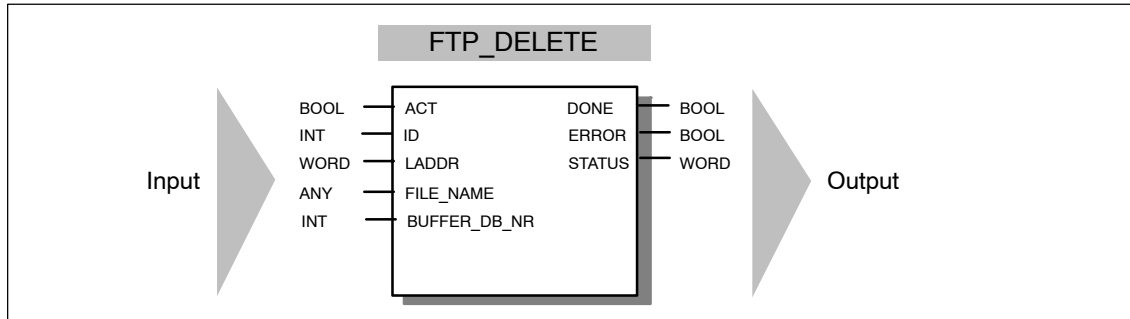 FTP_DELETE
BOOL ACT DONE BOOL
INT ID ERROR BOOL
WORD LADDR STATUS WORD
Input Output
ANY FILE_NAME
INT BUFFER_DB_NR